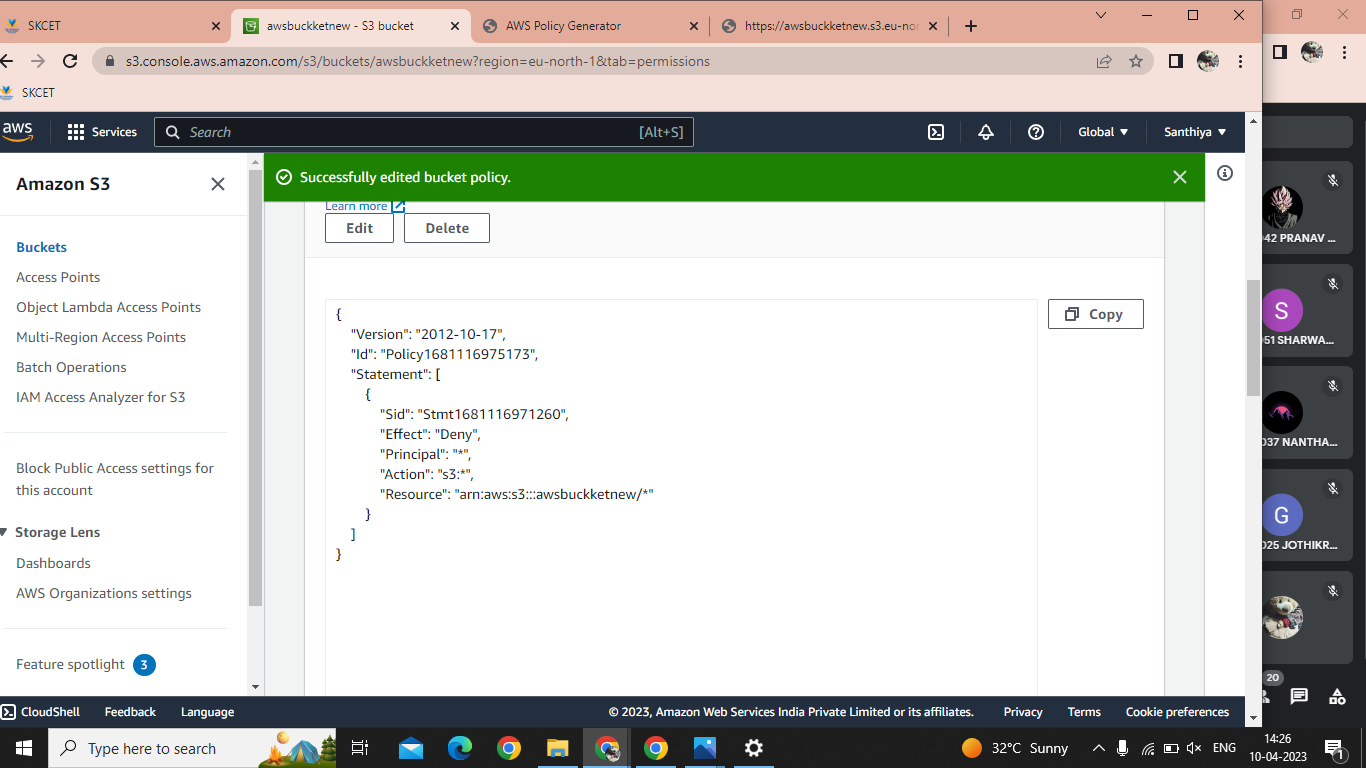 SKCET
awsbuckketnew - S3 bucket
AWS Policy Generator
https://awsbuckketnew.s3.eu-nor
s3.console.aws.amazon.com/s3/buckets/awsbuckketnew?region=eu-north-1&tab=permissions
SKCET
aws
Services
Search
[Alt+S]
Global
Santhiya
Amazon S3
Successfully edited bucket policy.
Learn more
Edit
Delete
Buckets
Access Points
Object Lambda Access Points
Multi-Region Access Points
Batch Operations
IAM Access Analyzer for S3
Block Public Access settings for
this account
Storage Lens
Dashboards
AWS Organizations settings
Feature spotlight 3
Copy
{
"Version": "2012-10-17",
"Id": "Policy1681116975173",
"Statement": [
{
"Sid": "Stmt1681116971260",
"Effect": "Deny",
"Principal": "*",
"Action": "s3:*",
"Resource": "arn:aws:s3:::awsbuckketnew/*"
}
]
}
42 PRANAV ...
S
51 SHARWA...
037 NANTHA...
G
025 JOTHIKR...
20
CloudShell
Feedback
Language
© 2023, Amazon Web Services India Private Limited or its affiliates.
Privacy
Terms
Cookie preferences
Type here to search
32°C Sunny
ENG
14:26
10-04-2023
1